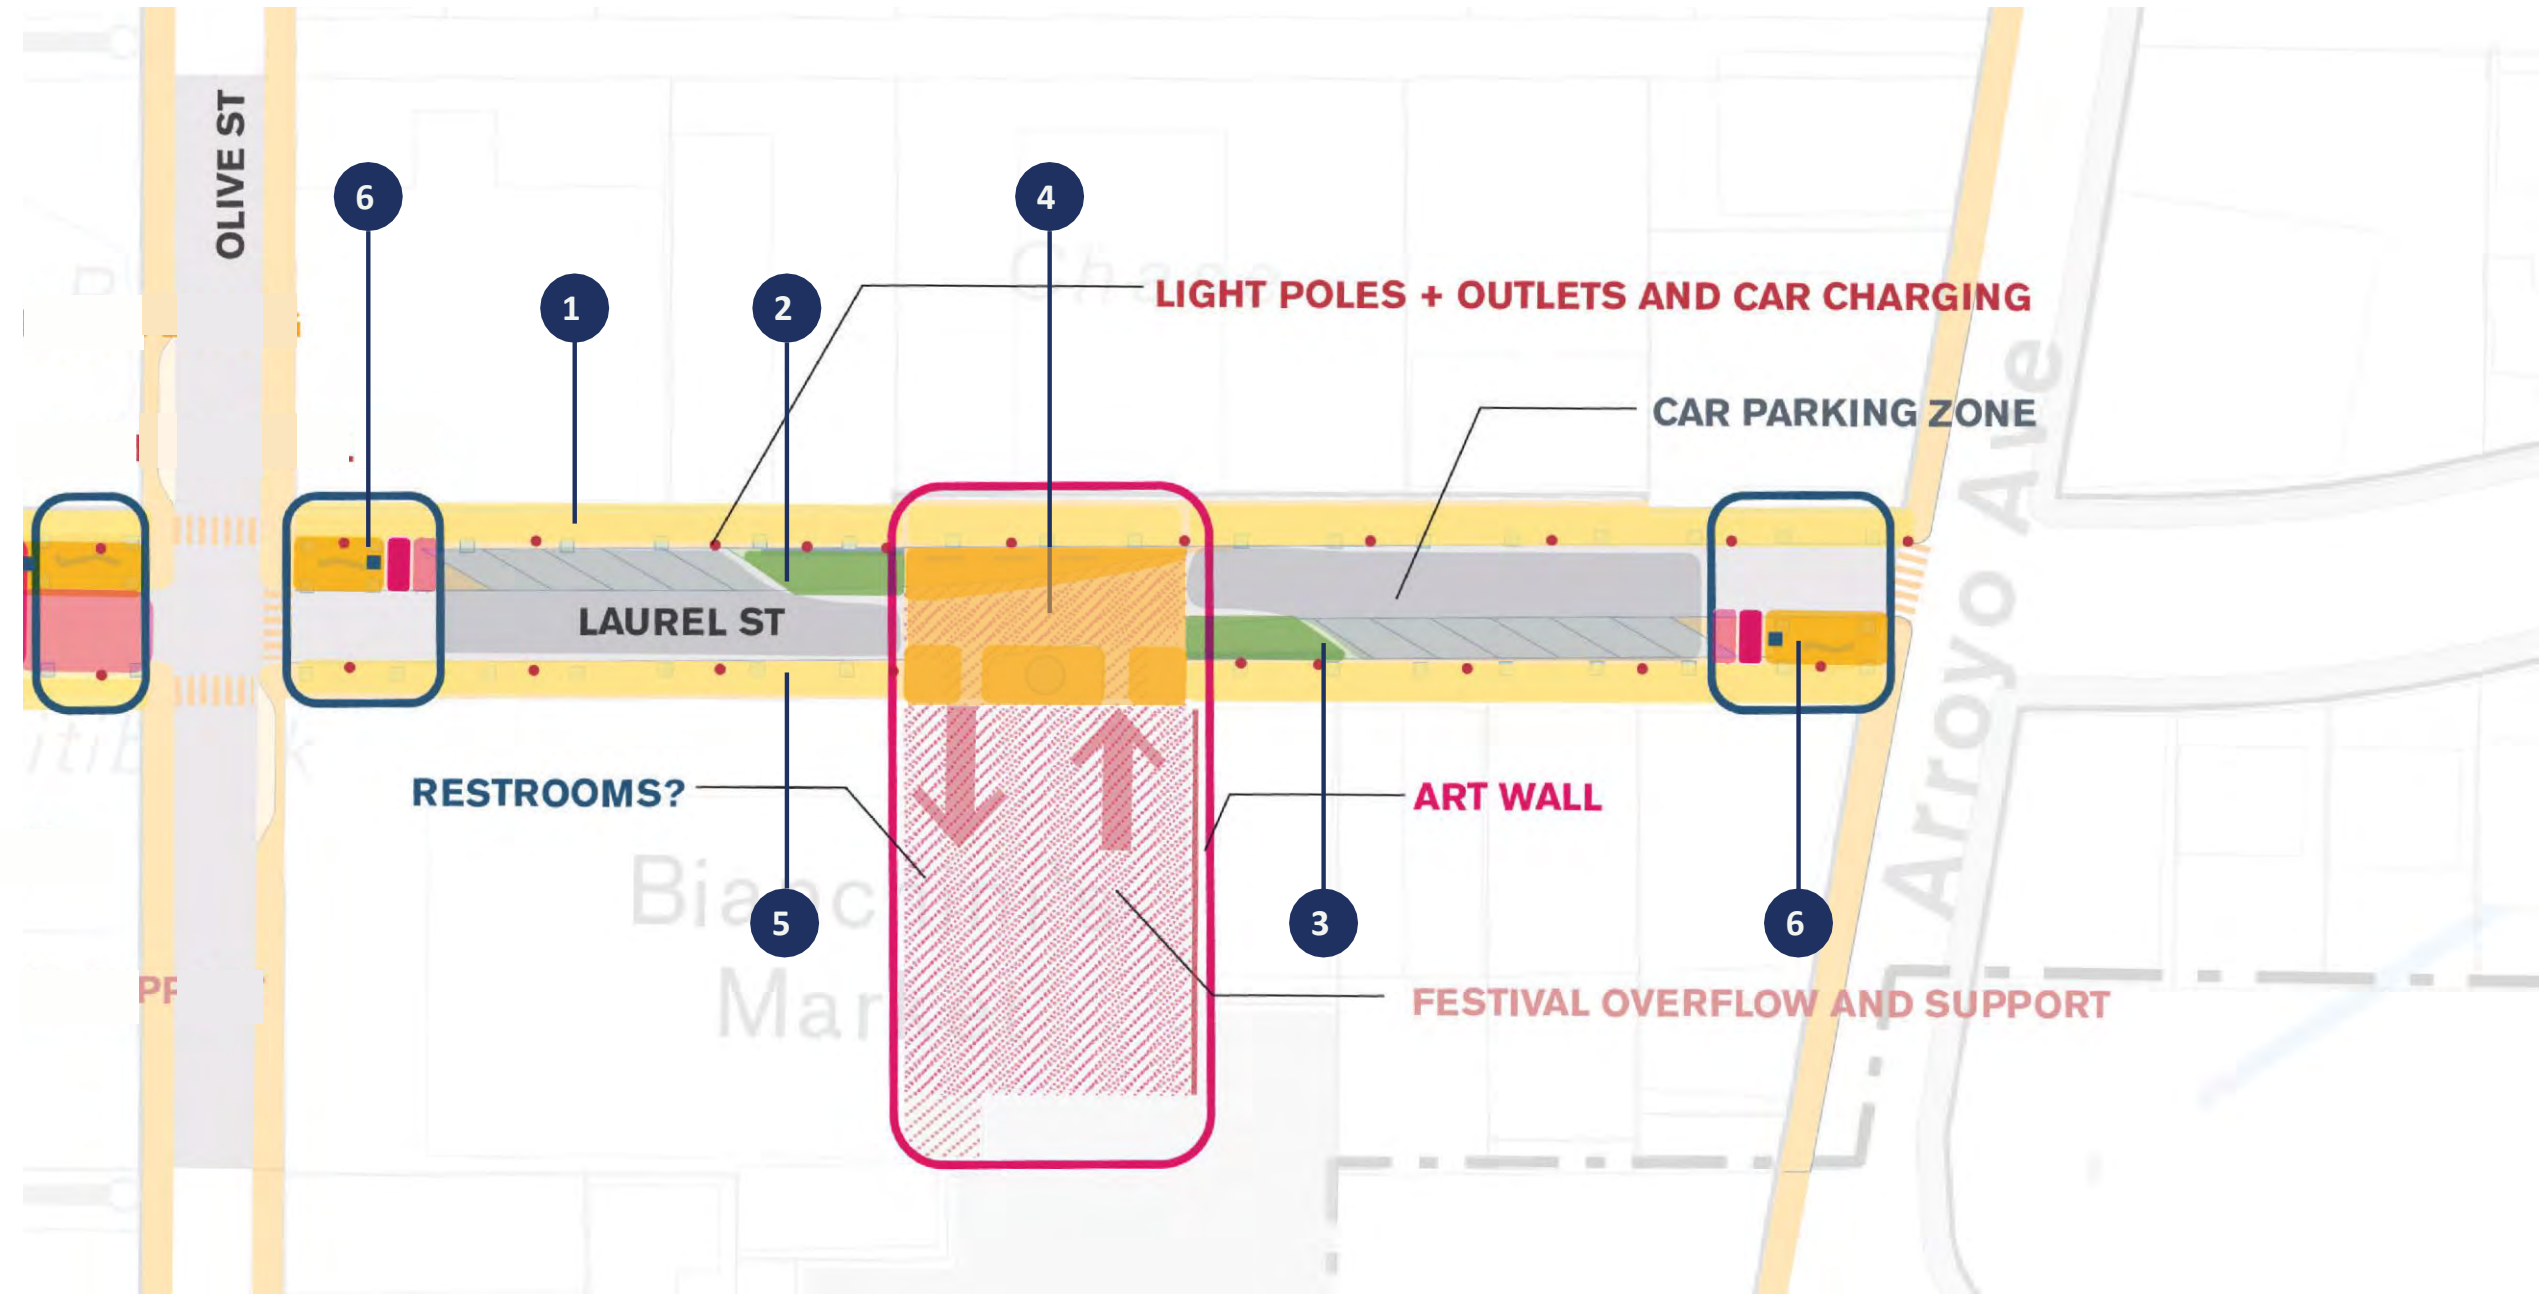 OLIVE ST
6
4
Chase
1
2
LIGHT POLES + OUTLETS AND CAR CHARGING
CAR PARKING ZONE
Arroyo Ave
LAUREL ST
RESTROOMS?
ART WALL
5
3
6
FESTIVAL OVERFLOW AND SUPPORT